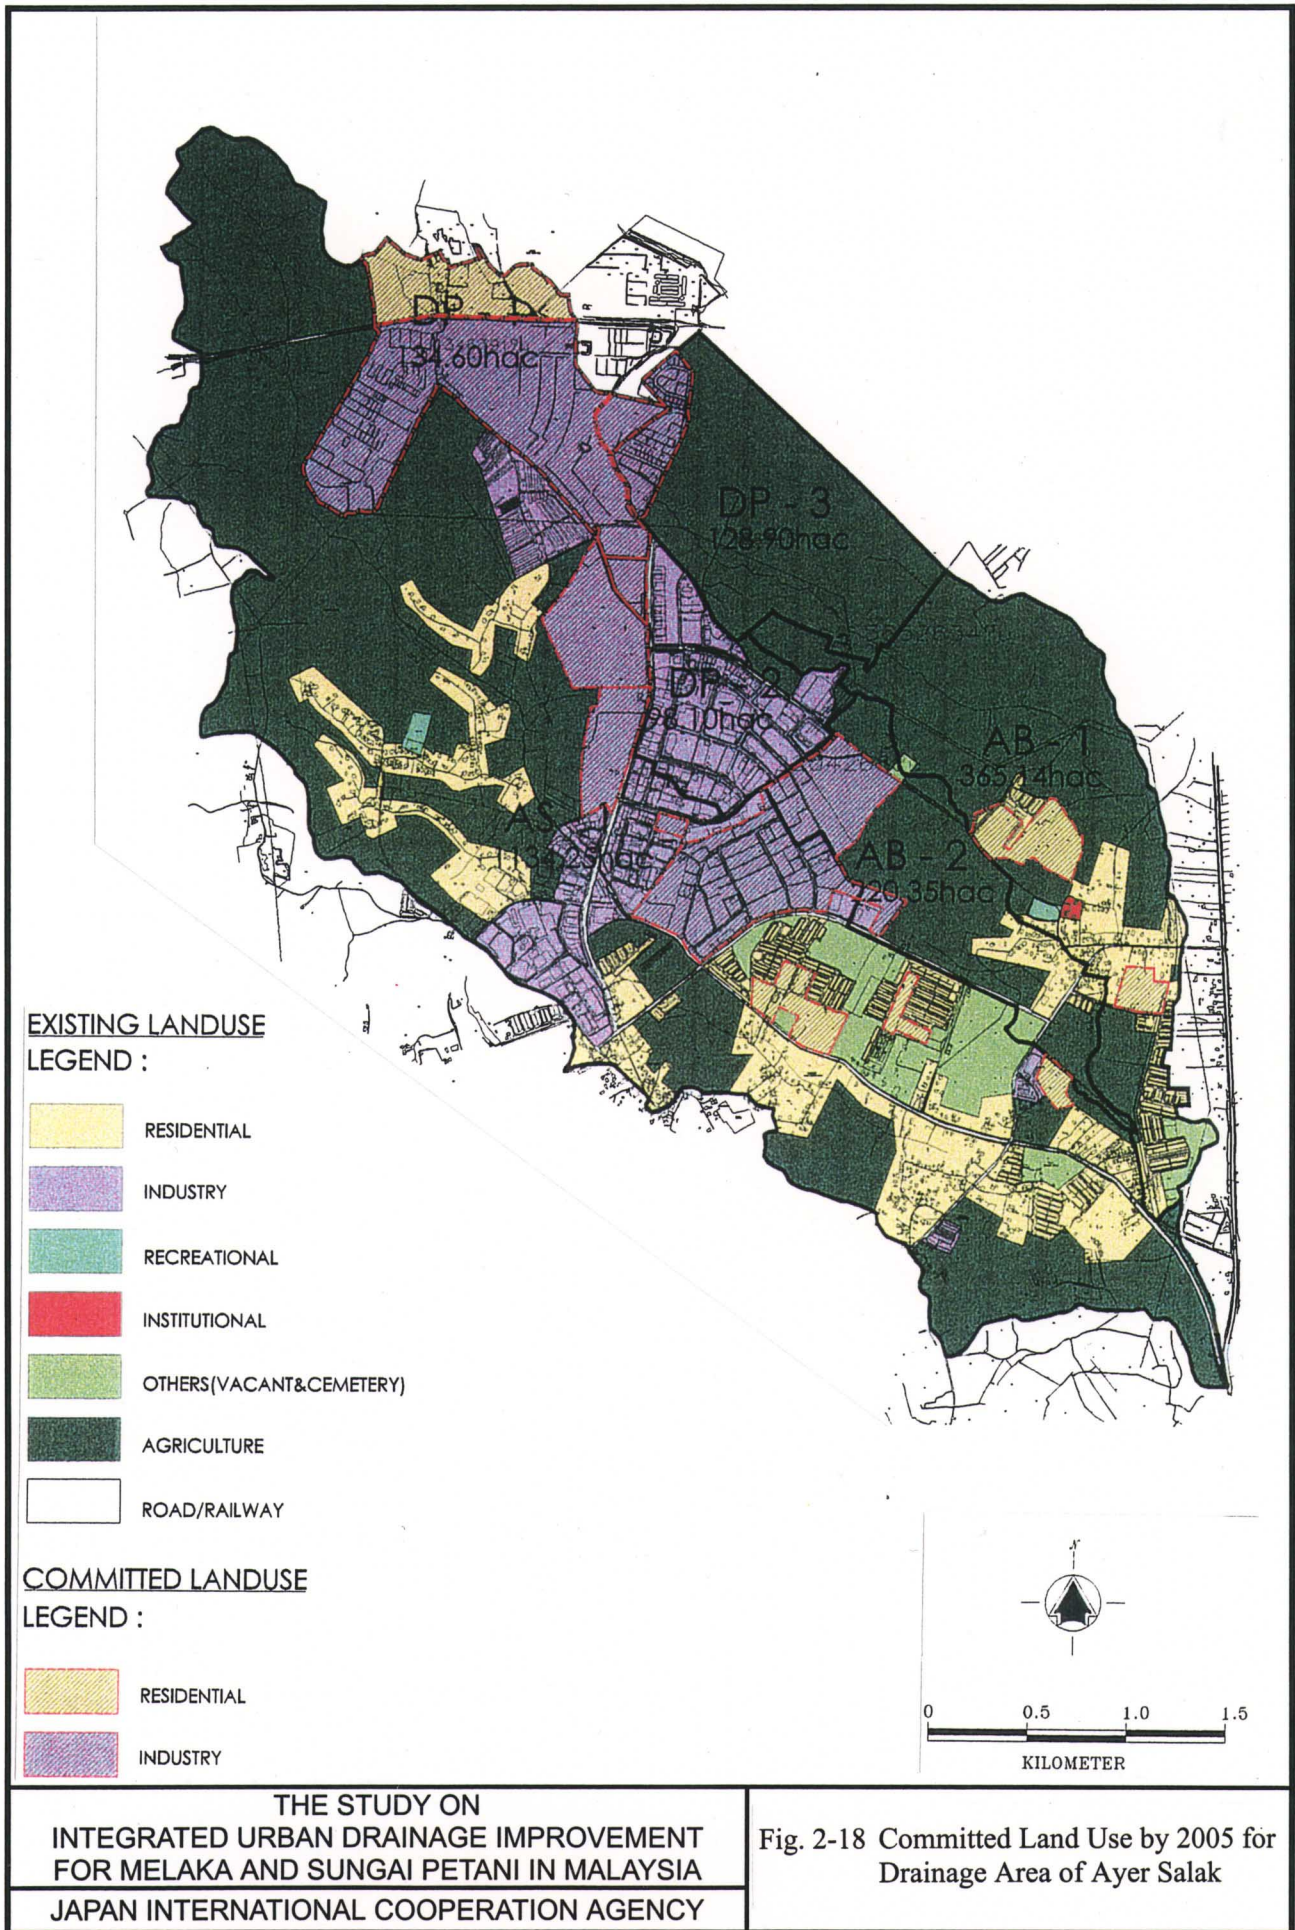 DP - 1
134.60hac
DP - 3
128.90hac
DP - 2
98.10hac
AB - 1
365.14hac
AS
AB - 2
220.35hac
EXISTING LANDUSE
LEGEND :
RESIDENTIAL
INDUSTRY
RECREATIONAL
INSTITUTIONAL
OTHERS(VACANT&CEMETERY)
AGRICULTURE
ROAD/RAILWAY
COMMITTED LANDUSE
LEGEND :
RESIDENTIAL
INDUSTRY
N
0 0.5 1.0 1.5
KILOMETER
THE STUDY ON
INTEGRATED URBAN DRAINAGE IMPROVEMENT
FOR MELAKA AND SUNGAI PETANI IN MALAYSIA
JAPAN INTERNATIONAL COOPERATION AGENCY
Fig. 2-18 Committed Land Use by 2005 for
Drainage Area of Ayer Salak